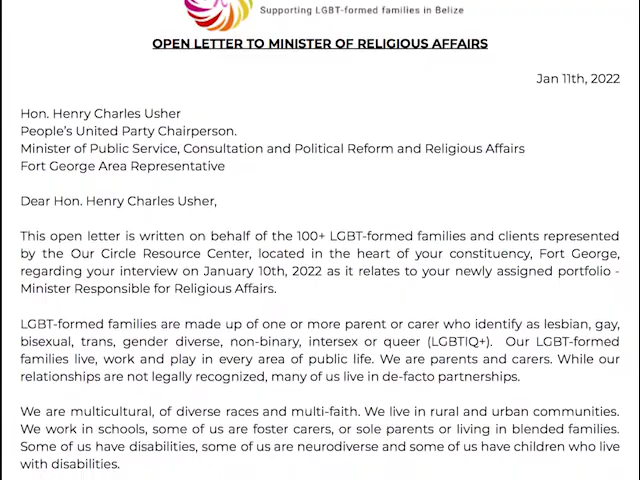 Supporting LGBT-formed families in Belize
OPEN LETTER TO MINISTER OF RELIGIOUS AFFAIRS
Jan 11th, 2022
Hon. Henry Charles Usher
People's United Party Chairperson.
Minister of Public Service, Consultation and Political Reform and Religious Affairs
Fort George Area Representative
Dear Hon. Henry Charles Usher,
This open letter is written on behalf of the 100+ LGBT-formed families and clients represented
by the Our Circle Resource Center, located in the heart of your constituency, Fort George,
regarding your interview on January 10th, 2022 as it relates to your newly assigned portfolio -
Minister Responsible for Religious Affairs.
LGBT-formed families are made up of one or more parent or carer who identify as lesbian, gay,
bisexual, trans, gender diverse, non-binary, intersex or queer (LGBTIQ+). Our LGBT-formed
families live, work and play in every area of public life. We are parents and carers. While our
relationships are not legally recognized, many of us live in de-facto partnerships.
We are multicultural, of diverse races and multi-faith. We live in rural and urban communities.
We work in schools, some of us are foster carers, or sole parents or living in blended families.
Some of us have disabilities, some of us are neurodiverse and some of us have children who live
with disabilities.